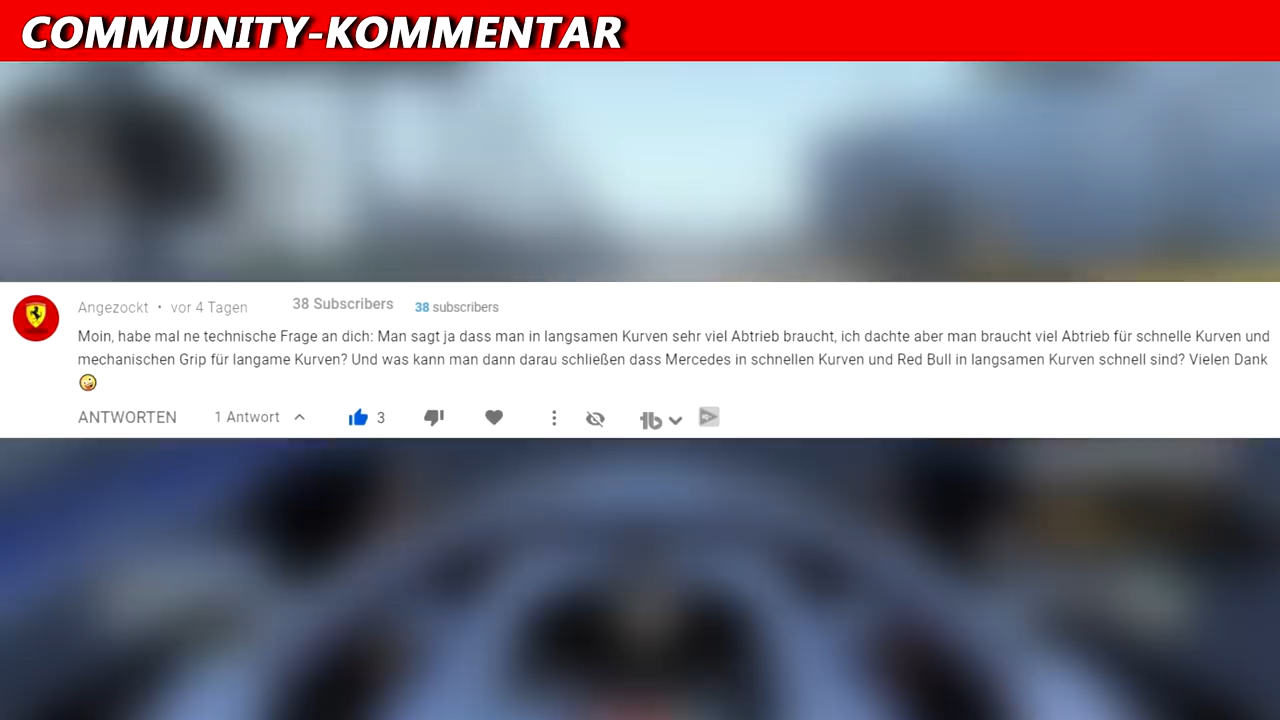 COMMUNITY-KOMMENTAR
Angezockt • vor 4 Tagen 38 Subscribers 38 subscribers
Moin, habe mal ne technische Frage an dich: Man sagt ja dass man in langsamen Kurven sehr viel Abtrieb braucht, ich dachte aber man braucht viel Abtrieb für schnelle Kurven und
mechanischen Grip für langame Kurven? Und was kann man dann darau schließen dass Mercedes in schnellen Kurven und Red Bull in langsamen Kurven schnell sind? Vielen Dank
🤪
ANTWORTEN 1 Antwort 3